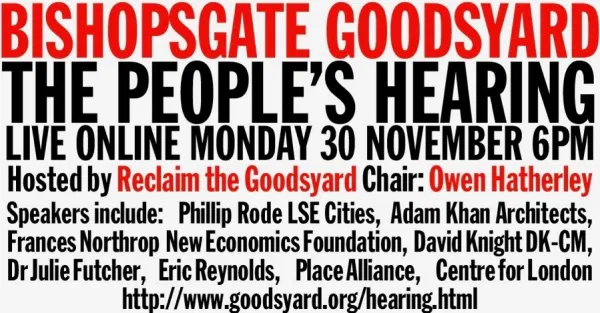 BISHOPSGATE GOODSYARD
THE PEOPLE'S HEARING
LIVE ONLINE MONDAY 30 NOVEMBER 6PM
Hosted by Reclaim the Goodsyard Chair: Owen Hatherley
Speakers include: Phillip Rode LSE Cities, Adam Khan Architects,
Frances Northrop New Economics Foundation, David Knight DK-CM,
Dr Julie Futcher, Eric Reynolds, Place Alliance, Centre for London
http://www.goodsyard.org/hearing.html